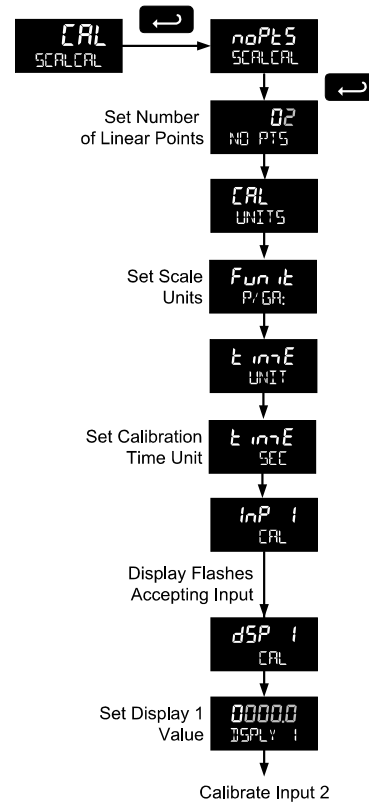 CAL
SCALCAL
noPtS
SCALCAL
Set Number
of Linear Points
02
NO PTS
CAL
UNITS
Set Scale
Units
Funit
P/GA:
timE
UNIT
Set Calibration
Time Unit
timE
SEC
InP 1
CAL
Display Flashes
Accepting Input
dSP 1
CAL
Set Display 1
Value
0000.0
DSPLY 1
Calibrate Input 2